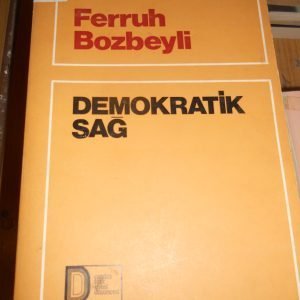 Ferruh
Bozbeyli
DEMOKRATİK
SAĞ
D